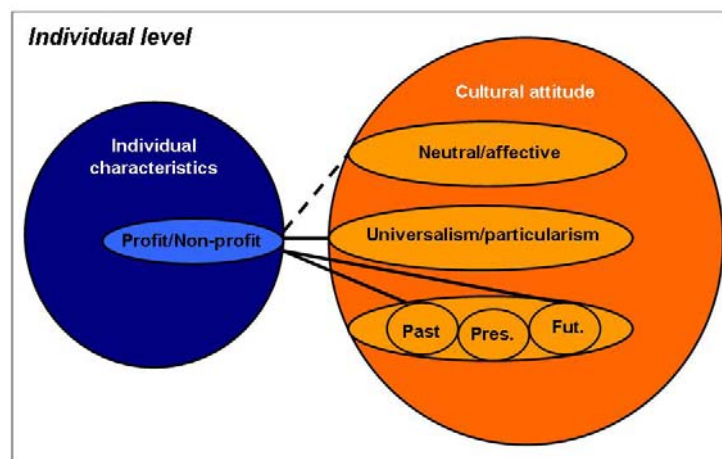 Individual level
Cultural attitude
Individual
characteristics
Neutral/affective
Profit/Non-profit
Universalism/particularism
Past
Pres.
Fut.